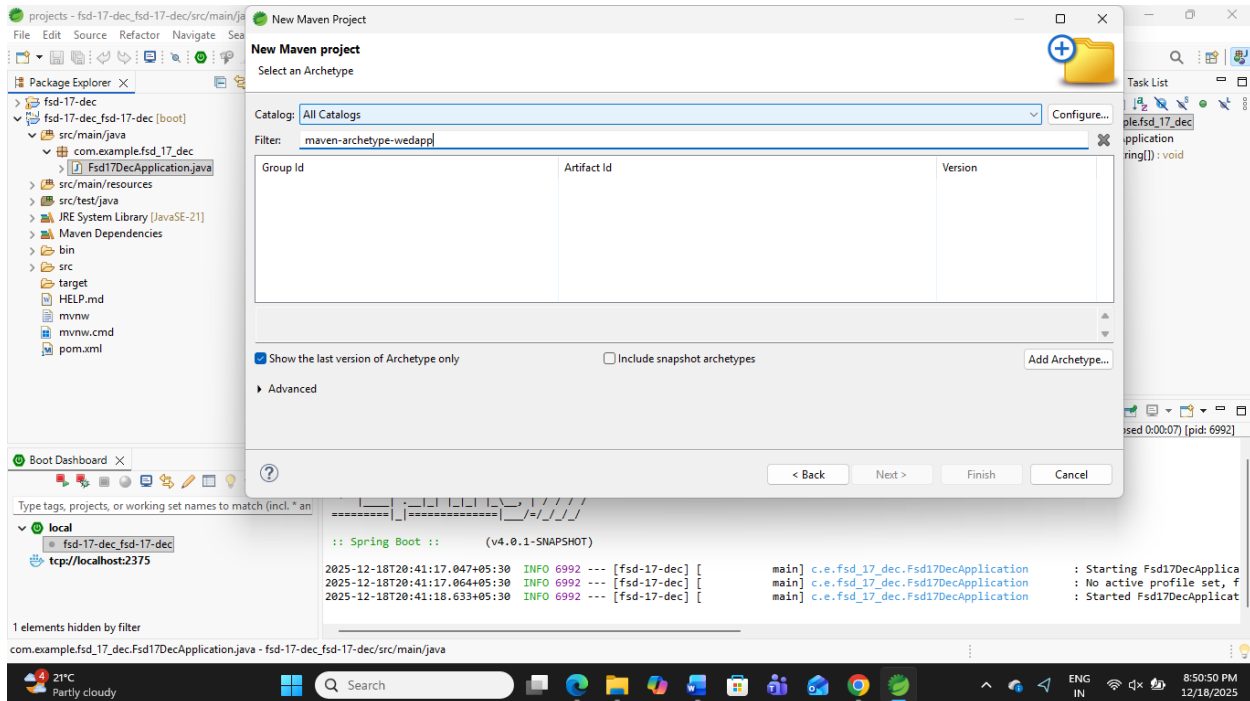 projects - fsd-17-dec_fsd-17-dec/src/main/ja
File Edit Source Refactor Navigate Sea
Package Explorer
fsd-17-dec
fsd-17-dec_fsd-17-dec [boot]
src/main/java
com.example.fsd_17_dec
Fsd17DecApplication.java
src/main/resources
src/test/java
JRE System Library [JavaSE-21]
Maven Dependencies
bin
src
target
HELP.md
mvnw
mvnw.cmd
pom.xml
New Maven Project
New Maven project
Select an Archetype
Catalog: All Catalogs Configure...
Filter: maven-archetype-wedapp
Group Id Artifact Id Version
Show the last version of Archetype only Include snapshot archetypes Add Archetype...
Advanced
< Back Next > Finish Cancel
Task List
ple.fsd_17_dec
pplication
ring[]) : void
osed 0:00:07) [pid: 6992]
Boot Dashboard
Type tags, projects, or working set names to match (incl. * an
local
fsd-17-dec_fsd-17-dec
tcp://localhost:2375
1 elements hidden by filter
:: Spring Boot :: (v4.0.1-SNAPSHOT)
2025-12-18T20:41:17.047+05:30 INFO 6992 --- [fsd-17-dec] [ main] c.e.fsd_17_dec.Fsd17DecApplication : Starting Fsd17DecApplica
2025-12-18T20:41:17.064+05:30 INFO 6992 --- [fsd-17-dec] [ main] c.e.fsd_17_dec.Fsd17DecApplication : No active profile set, f
2025-12-18T20:41:18.633+05:30 INFO 6992 --- [fsd-17-dec] [ main] c.e.fsd_17_dec.Fsd17DecApplication : Started Fsd17DecApplicat
com.example.fsd_17_dec.Fsd17DecApplication.java - fsd-17-dec_fsd-17-dec/src/main/java
4
21°C
Partly cloudy
Search
ENG
IN
8:50:50 PM
12/18/2025